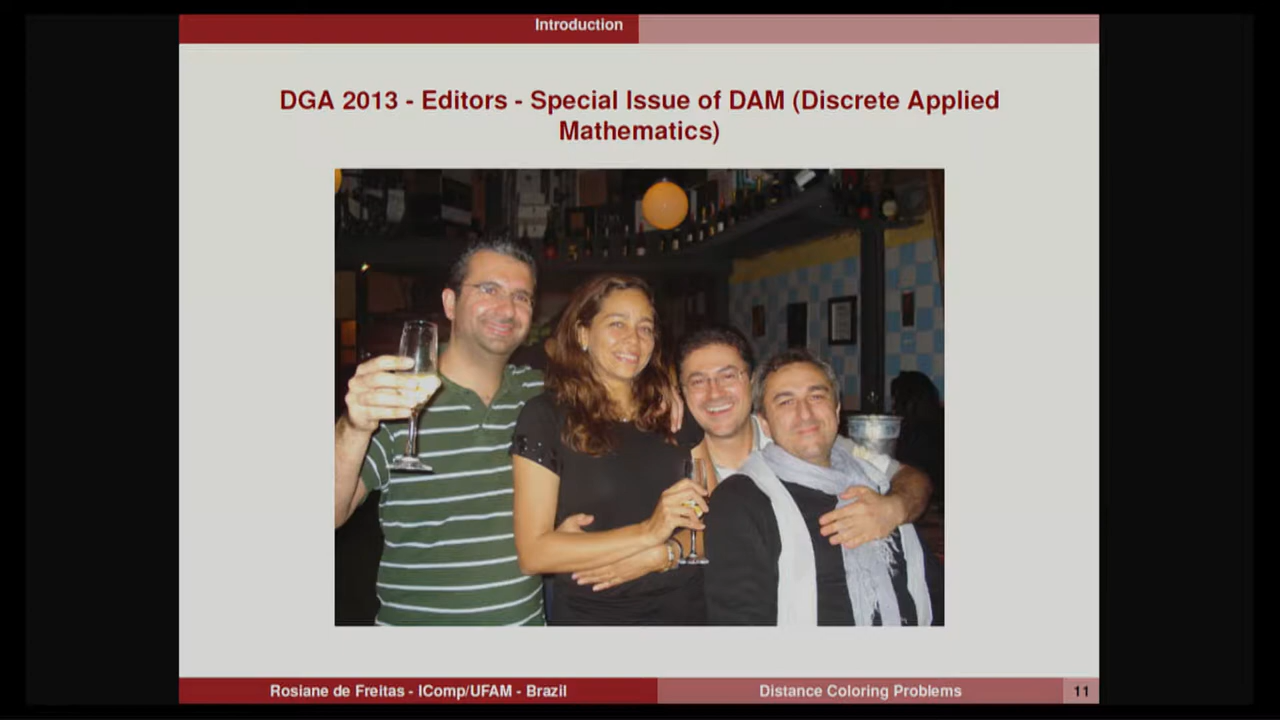 Introduction
DGA 2013 - Editors - Special Issue of DAM (Discrete Applied
Mathematics)
Rosiane de Freitas - IComp/UFAM - Brazil
Distance Coloring Problems
11